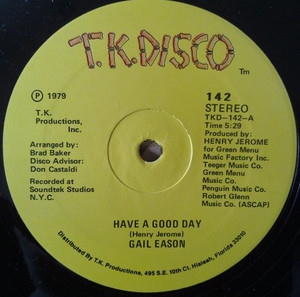 T.K. DISCO
TM
℗ 1979
T.K.
Productions,
Inc.
Arranged by:
Brad Baker
Disco Advisor:
Don Castaldi
Recorded at
Soundtek Studios
N.Y.C.
142
STEREO
TKD-142-A
Time 5:29
Produced by:
HENRY JEROME
for Green Menu
Music Factory Inc.
Teeger Music Co.
Green Menu
Music Co.
Penguin Music Co.
Robert Glenn
Music Co. (ASCAP)
HAVE A GOOD DAY
(Henry Jerome)
GAIL EASON
Distributed By T.K. Productions, 495 S.E. 10th Ct. Hialeah, Florida 33010